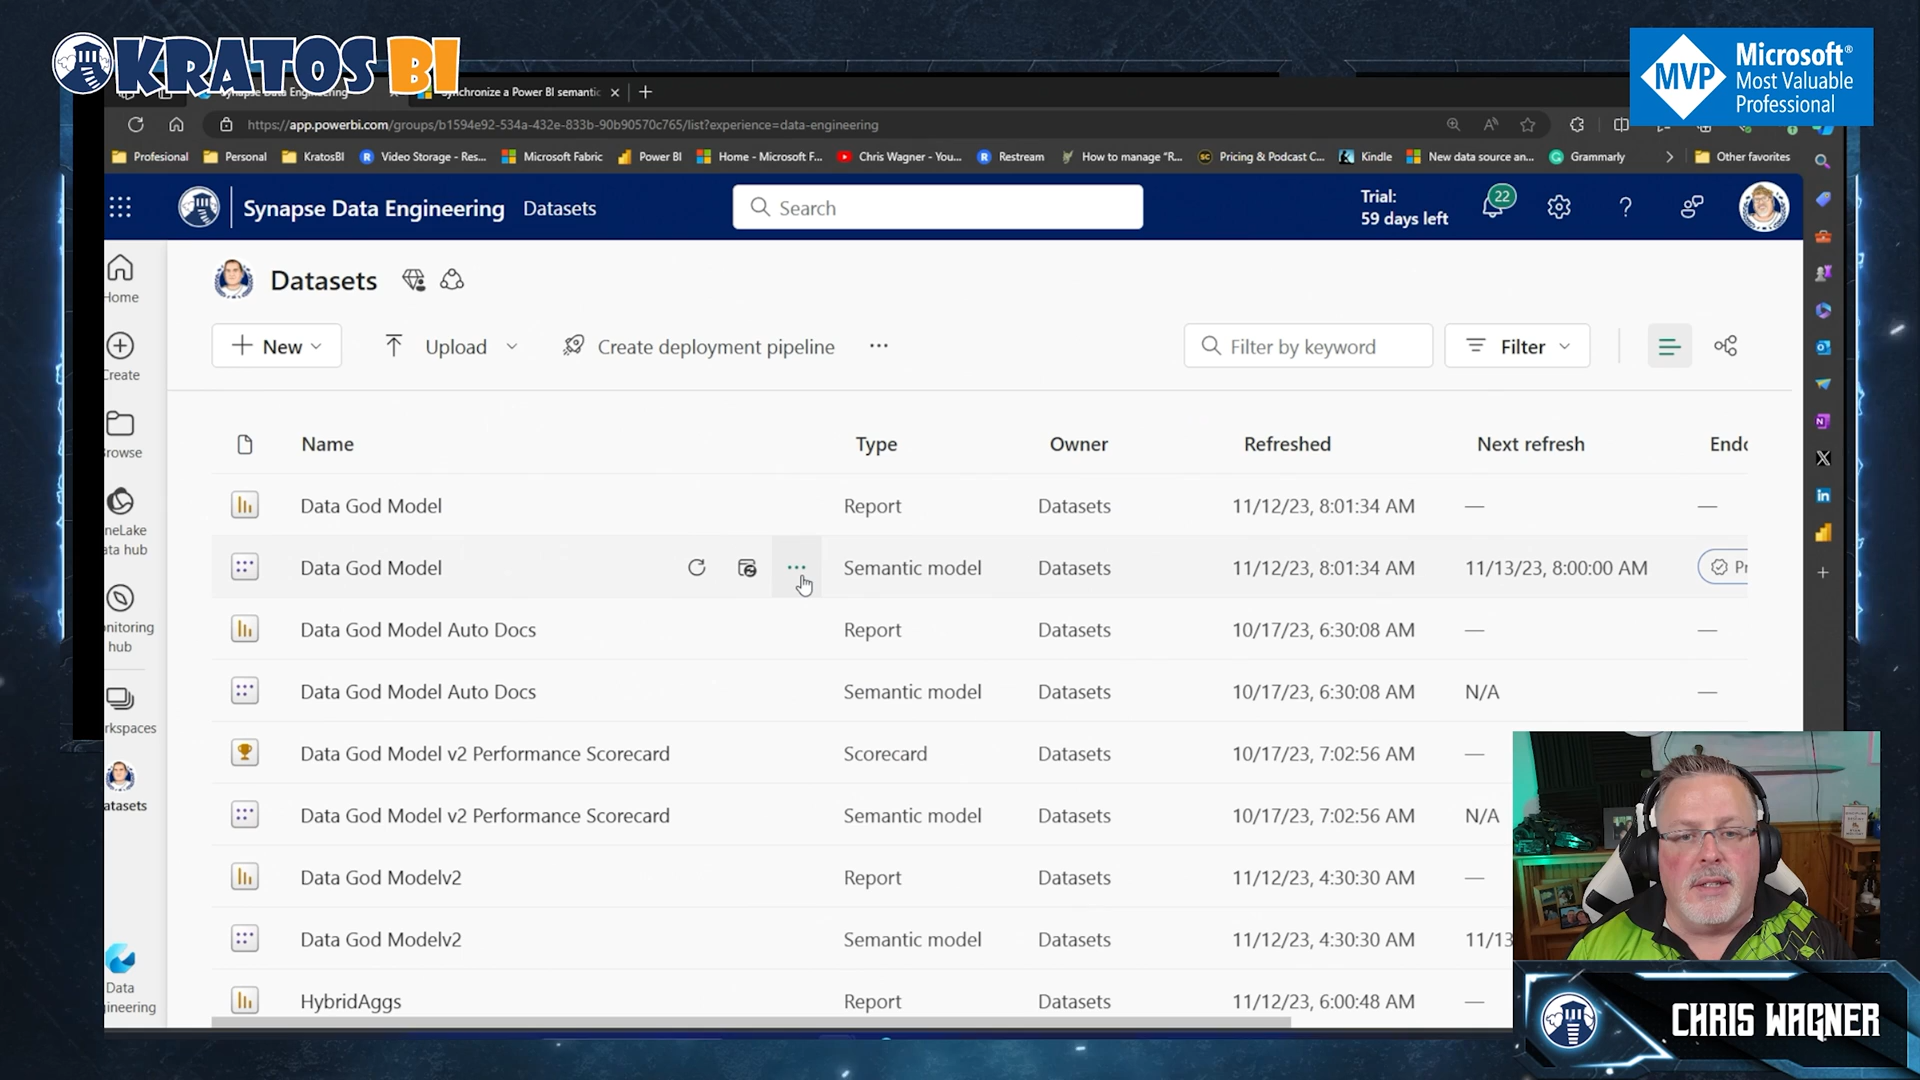 KRATOS BI
MVP
Microsoft®
Most Valuable
Professional
Synapse Data Engineering
Synchronize a Power BI semantic
https://app.powerbi.com/groups/b1594e92-534a-432e-833b-90b90570c765/list?experience=data-engineering
Profesional Personal KratosBI Video Storage - Res... Microsoft Fabric Power BI Home - Microsoft F... Chris Wagner - You... Restream How to manage "R... Pricing & Podcast C... Kindle New data source an... Grammarly Other favorites
Synapse Data Engineering Datasets
Search
Trial:
59 days left
22
Home
Create
Browse
OneLake
data hub
Monitoring
hub
Workspaces
Datasets
Data
Engineering
Datasets
New Upload Create deployment pipeline ... Filter by keyword Filter
Name Type Owner Refreshed Next refresh Endo
Data God Model Report Datasets 11/12/23, 8:01:34 AM — —
Data God Model ... Semantic model Datasets 11/12/23, 8:01:34 AM 11/13/23, 8:00:00 AM Pr
Data God Model Auto Docs Report Datasets 10/17/23, 6:30:08 AM — —
Data God Model Auto Docs Semantic model Datasets 10/17/23, 6:30:08 AM N/A —
Data God Model v2 Performance Scorecard Scorecard Datasets 10/17/23, 7:02:56 AM —
Data God Model v2 Performance Scorecard Semantic model Datasets 10/17/23, 7:02:56 AM N/A
Data God Modelv2 Report Datasets 11/12/23, 4:30:30 AM —
Data God Modelv2 Semantic model Datasets 11/12/23, 4:30:30 AM 11/13
HybridAggs Report Datasets 11/12/23, 6:00:48 AM —
CHRIS WAGNER